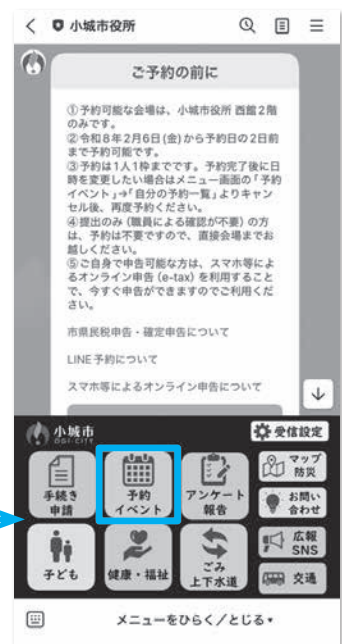 小城市役所
ご予約の前に
①予約可能な会場は、小城市役所 西館2階
のみです。
②令和8年2月6日(金)から予約日の2日前
まで予約可能です。
③予約は1人1枠までです。予約完了後に日
時を変更したい場合はメニュー画面の「予約
イベント」→「自分の予約一覧」よりキャン
セル後、再度予約ください。
④提出のみ(職員による確認が不要)の方
は、予約は不要ですので、直接会場までお
越しください。
⑤ご自身で申告可能な方は、スマホ等によ
るオンライン申告(e-tax)を利用すること
で、今すぐ申告ができますのでご利用くだ
さい。
市県民税申告・確定申告について
LINE予約について
スマホ等によるオンライン申告について
小城市
OGI-CITY
受信設定
手続き
申請
予約
イベント
アンケート
報告
マップ
防災
お問い
合わせ
子ども
健康・福祉
ごみ
上下水道
広報
SNS
交通
メニューをひらく/とじる▾